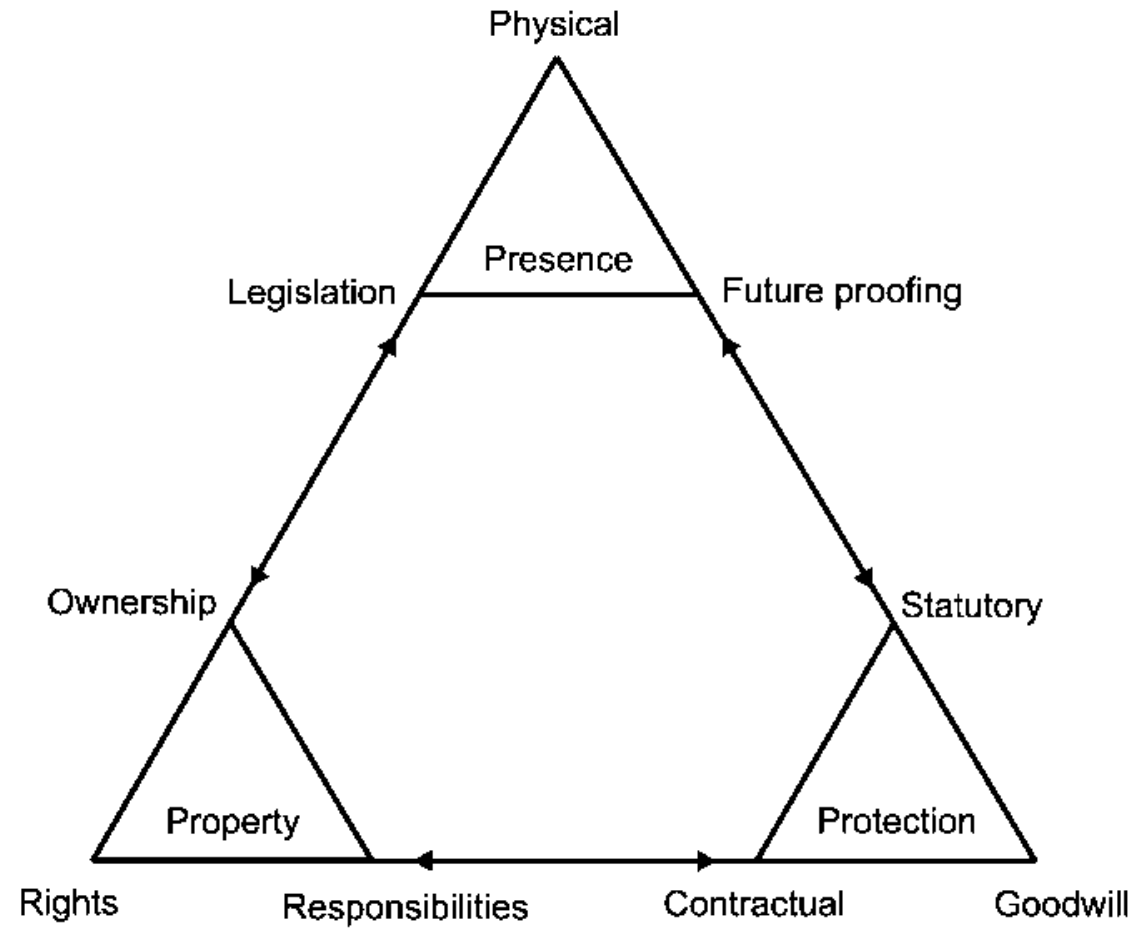 Physical
Presence
Legislation
Future proofing
Ownership
Statutory
Property
Protection
Rights
Responsibilities
Contractual
Goodwill